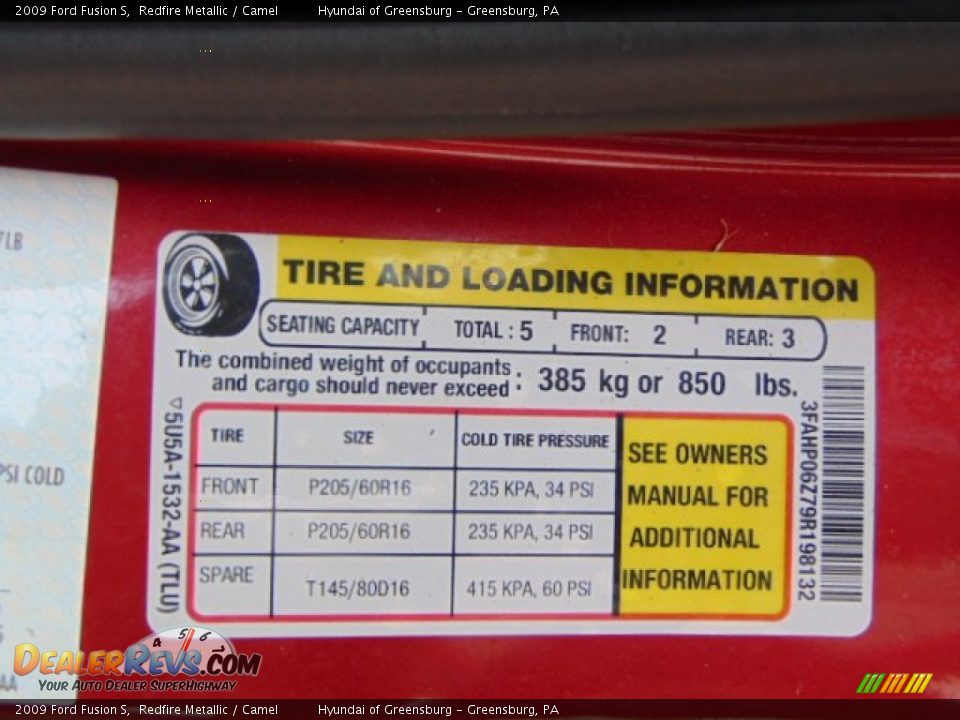 2009 Ford Fusion S,  Redfire Metallic / Camel          Hyundai of Greensburg - Greensburg, PA
7LB
PSI COLD
TIRE AND LOADING INFORMATION
SEATING CAPACITY TOTAL : 5 FRONT: 2 REAR: 3
The combined weight of occupants
and cargo should never exceed : 385 kg or 850 lbs.
▽5U5A-1532-AA (TLU)
TIRE SIZE COLD TIRE PRESSURE
FRONT P205/60R16 235 KPA, 34 PSI
REAR P205/60R16 235 KPA, 34 PSI
SPARE T145/80D16 415 KPA, 60 PSI
SEE OWNERS
MANUAL FOR
ADDITIONAL
INFORMATION
3FAHP06Z79R198132
4 5 6
DEALERREVS.COM
YOUR AUTO DEALER SUPERHIGHWAY
2009 Ford Fusion S,  Redfire Metallic / Camel          Hyundai of Greensburg - Greensburg, PA